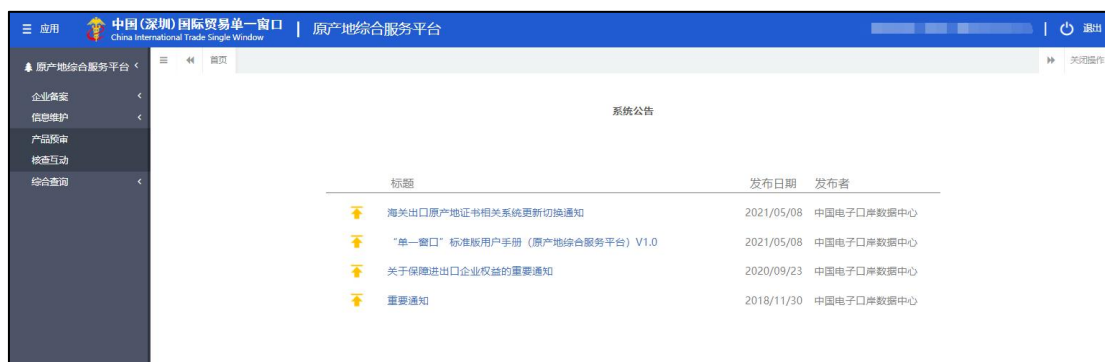 应用
中国(深圳)国际贸易单一窗口
China International Trade Single Window
原产地综合服务平台
退出
原产地综合服务平台
首页
关闭操作
企业备案
信息维护
产品预审
核查互动
综合查询
系统公告
标题 发布日期 发布者
海关出口原产地证书相关系统更新切换通知 2021/05/08 中国电子口岸数据中心
“单一窗口”标准版用户手册(原产地综合服务平台)V1.0 2021/05/08 中国电子口岸数据中心
关于保障进出口企业权益的重要通知 2020/09/23 中国电子口岸数据中心
重要通知 2018/11/30 中国电子口岸数据中心